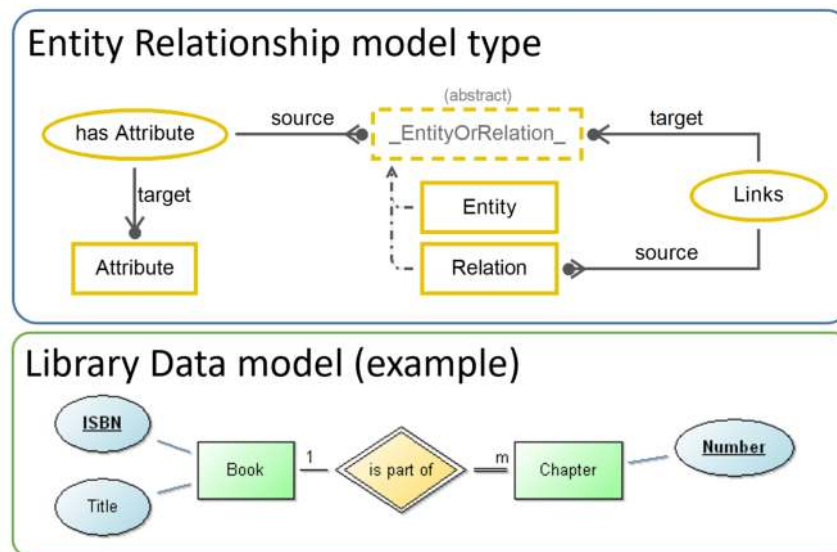 Entity Relationship model type
(abstract)
has Attribute
source
_EntityOrRelation_
target
target
Entity
Links
Attribute
Relation
source
Library Data model (example)
ISBN
Book
1
is part of
m
Chapter
Number
Title